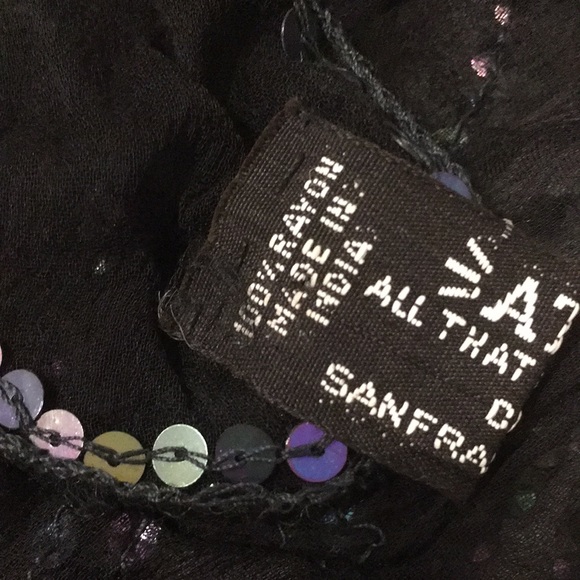 100% RAYON
MADE IN
INDIA
ALL THAT
SANFRA